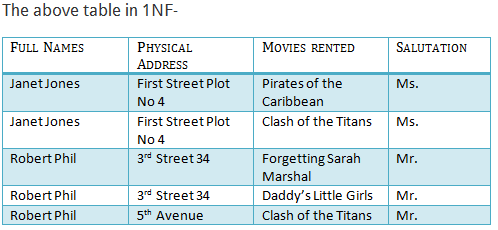 The above table in 1NF-
FULL NAMES PHYSICAL ADDRESS MOVIES RENTED SALUTATION
Janet Jones First Street Plot No 4 Pirates of the Caribbean Ms.
Janet Jones First Street Plot No 4 Clash of the Titans Ms.
Robert Phil 3rd Street 34 Forgetting Sarah Marshal Mr.
Robert Phil 3rd Street 34 Daddy's Little Girls Mr.
Robert Phil 5th Avenue Clash of the Titans Mr.